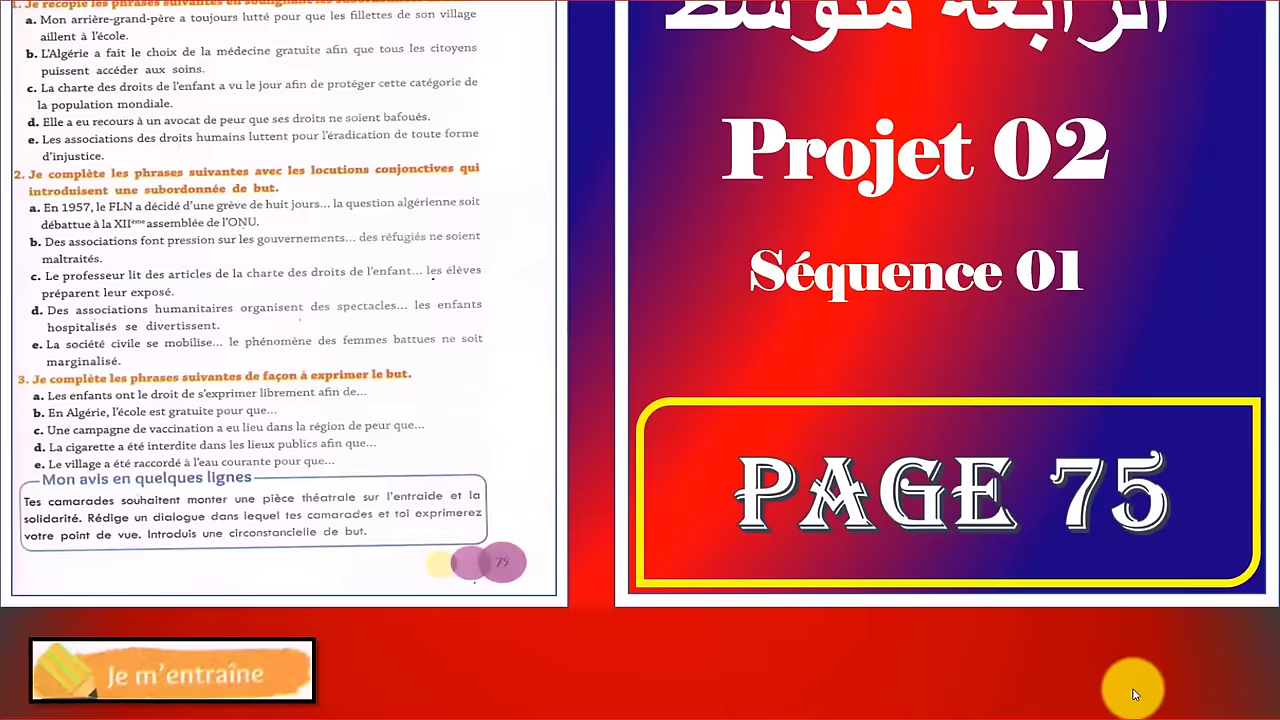 1. Je recopie les phrases suivantes en soulignant les subordonnées
a. Mon arrière-grand-père a toujours lutté pour que les fillettes de son village
aillent à l'école.
b. L'Algérie a fait le choix de la médecine gratuite afin que tous les citoyens
puissent accéder aux soins.
c. La charte des droits de l'enfant a vu le jour afin de protéger cette catégorie de
la population mondiale.
d. Elle a eu recours à un avocat de peur que ses droits ne soient bafoués.
e. Les associations des droits humains luttent pour l'éradication de toute forme
d'injustice.
2. Je complète les phrases suivantes avec les locutions conjonctives qui
introduisent une subordonnée de but.
a. En 1957, le FLN a décidé d'une grève de huit jours... la question algérienne soit
débattue à la XIIème assemblée de l'ONU.
b. Des associations font pression sur les gouvernements... des réfugiés ne soient
maltraités.
c. Le professeur lit des articles de la charte des droits de l'enfant... les élèves
préparent leur exposé.
d. Des associations humanitaires organisent des spectacles... les enfants
hospitalisés se divertissent.
e. La société civile se mobilise... le phénomène des femmes battues ne soit
marginalisé.
3. Je complète les phrases suivantes de façon à exprimer le but.
a. Les enfants ont le droit de s'exprimer librement afin de...
b. En Algérie, l'école est gratuite pour que...
c. Une campagne de vaccination a eu lieu dans la région de peur que...
d. La cigarette a été interdite dans les lieux publics afin que...
e. Le village a été raccordé à l'eau courante pour que...
Mon avis en quelques lignes
Tes camarades souhaitent monter une pièce théatrale sur l'entraide et la
solidarité. Rédige un dialogue dans lequel tes camarades et toi exprimerez
votre point de vue. Introduis une circonstancielle de but.
75
الرابعة متوسط
Projet 02
Séquence 01
PAGE 75
Je m'entraîne